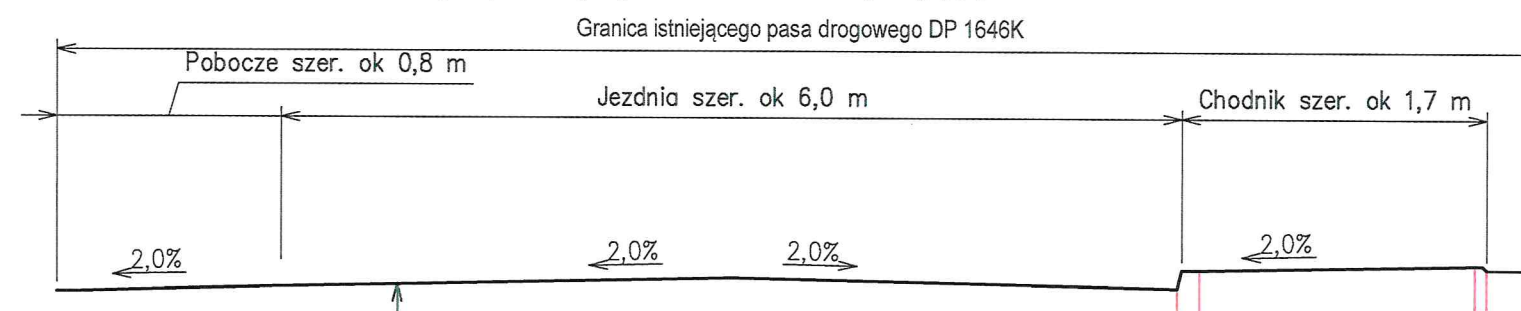 Granica istniejącego pasa drogowego DP 1646K
Pobocze szer. ok 0,8 m
Jezdnia szer. ok 6,0 m
Chodnik szer. ok 1,7 m
2,0%
2,0%
2,0%
2,0%